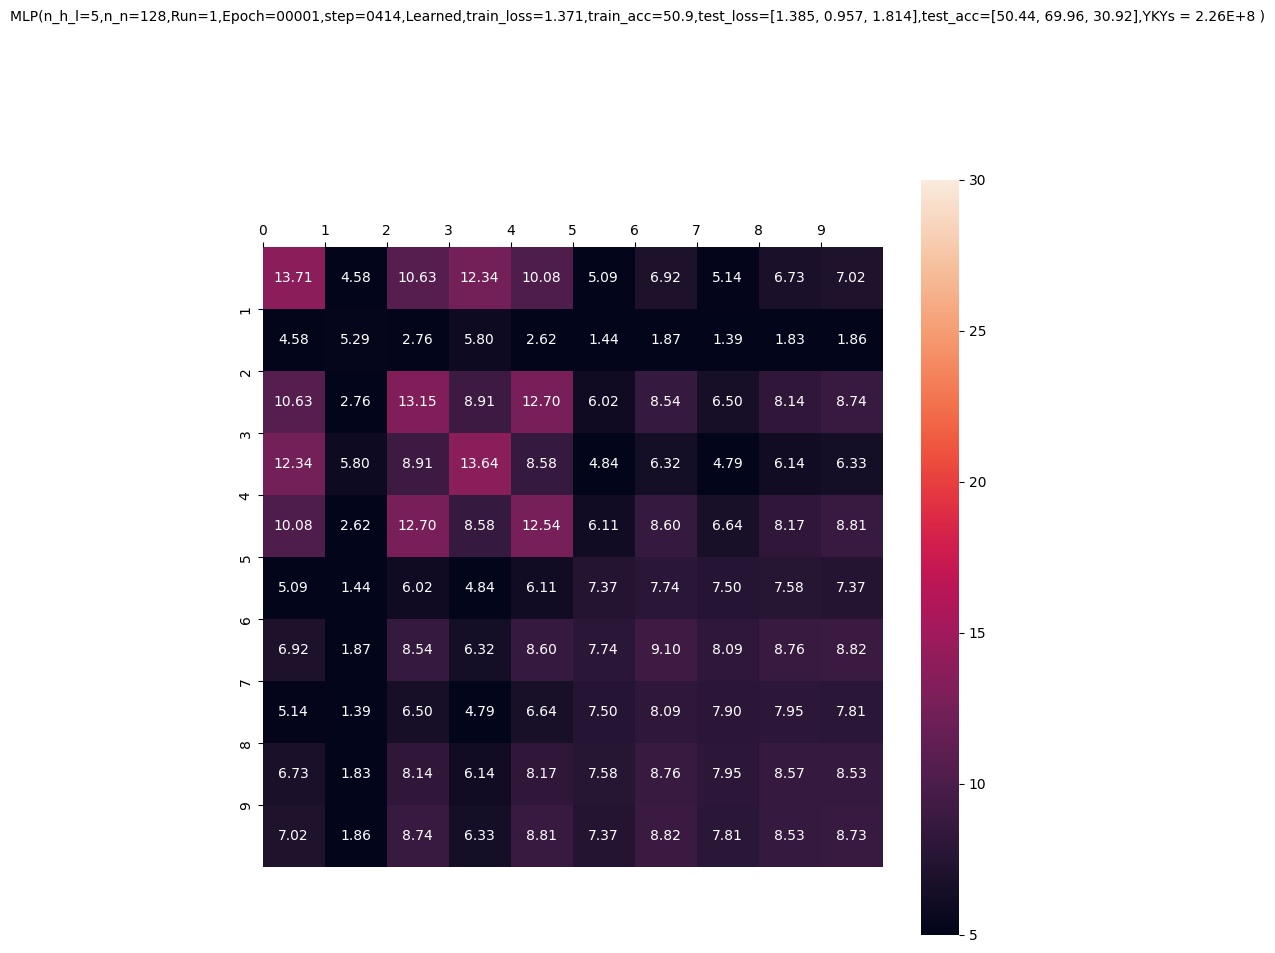 MLP(n_h_l=5,n_n=128,Run=1,Epoch=00001,step=0414,Learned,train_loss=1.371,train_acc=50.9,test_loss=[1.385, 0.957, 1.814],test_acc=[50.44, 69.96, 30.92],YKYs = 2.26E+8 )
30
0 1 2 3 4 5 6 7 8 9
13.71 4.58 10.63 12.34 10.08 5.09 6.92 5.14 6.73 7.02
25
1
4.58 5.29 2.76 5.80 2.62 1.44 1.87 1.39 1.83 1.86
2
10.63 2.76 13.15 8.91 12.70 6.02 8.54 6.50 8.14 8.74
3
12.34 5.80 8.91 13.64 8.58 4.84 6.32 4.79 6.14 6.33
20
4
10.08 2.62 12.70 8.58 12.54 6.11 8.60 6.64 8.17 8.81
5
5.09 1.44 6.02 4.84 6.11 7.37 7.74 7.50 7.58 7.37
6
15
6.92 1.87 8.54 6.32 8.60 7.74 9.10 8.09 8.76 8.82
7
5.14 1.39 6.50 4.79 6.64 7.50 8.09 7.90 7.95 7.81
8
6.73 1.83 8.14 6.14 8.17 7.58 8.76 7.95 8.57 8.53
10
9
7.02 1.86 8.74 6.33 8.81 7.37 8.82 7.81 8.53 8.73
5